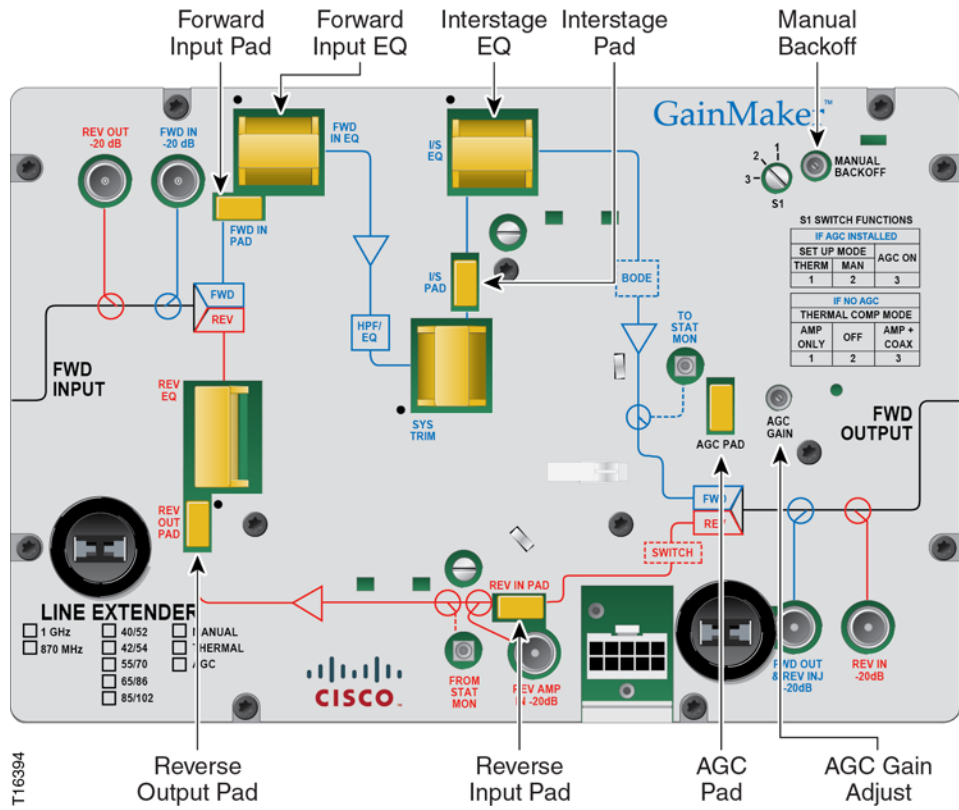 Forward
Input Pad
Forward
Input EQ
Interstage
EQ
Interstage
Pad
Manual
Backoff
REV OUT
-20 dB
FWD IN
-20 dB
FWD
IN EQ
I/S
EQ
GainMaker™
1
2
3
S1
MANUAL
BACKOFF
FWD IN
PAD
S1 SWITCH FUNCTIONS
IF AGC INSTALLED
SET UP MODE
AGC ON
THERM
MAN
1
2
3
IF NO AGC
THERMAL COMP MODE
AMP
ONLY
OFF
AMP +
COAX
1
2
3
I/S
PAD
BODE
FWD
REV
HPF/
EQ
TO
STAT
MON
FWD
INPUT
REV
EQ
SYS
TRIM
AGC PAD
AGC
GAIN
FWD
OUTPUT
REV
OUT
PAD
FWD
REV
SWITCH
REV IN PAD
LINE EXTENDER
1 GHz
870 MHz
40/52
42/54
55/70
65/86
85/102
MANUAL
THERMAL
AGC
CISCO
FROM
STAT
MON
REV AMP
IN -20dB
FWD OUT
& REV INJ
-20dB
REV IN
-20dB
T16394
Reverse
Output Pad
Reverse
Input Pad
AGC
Pad
AGC Gain
Adjust